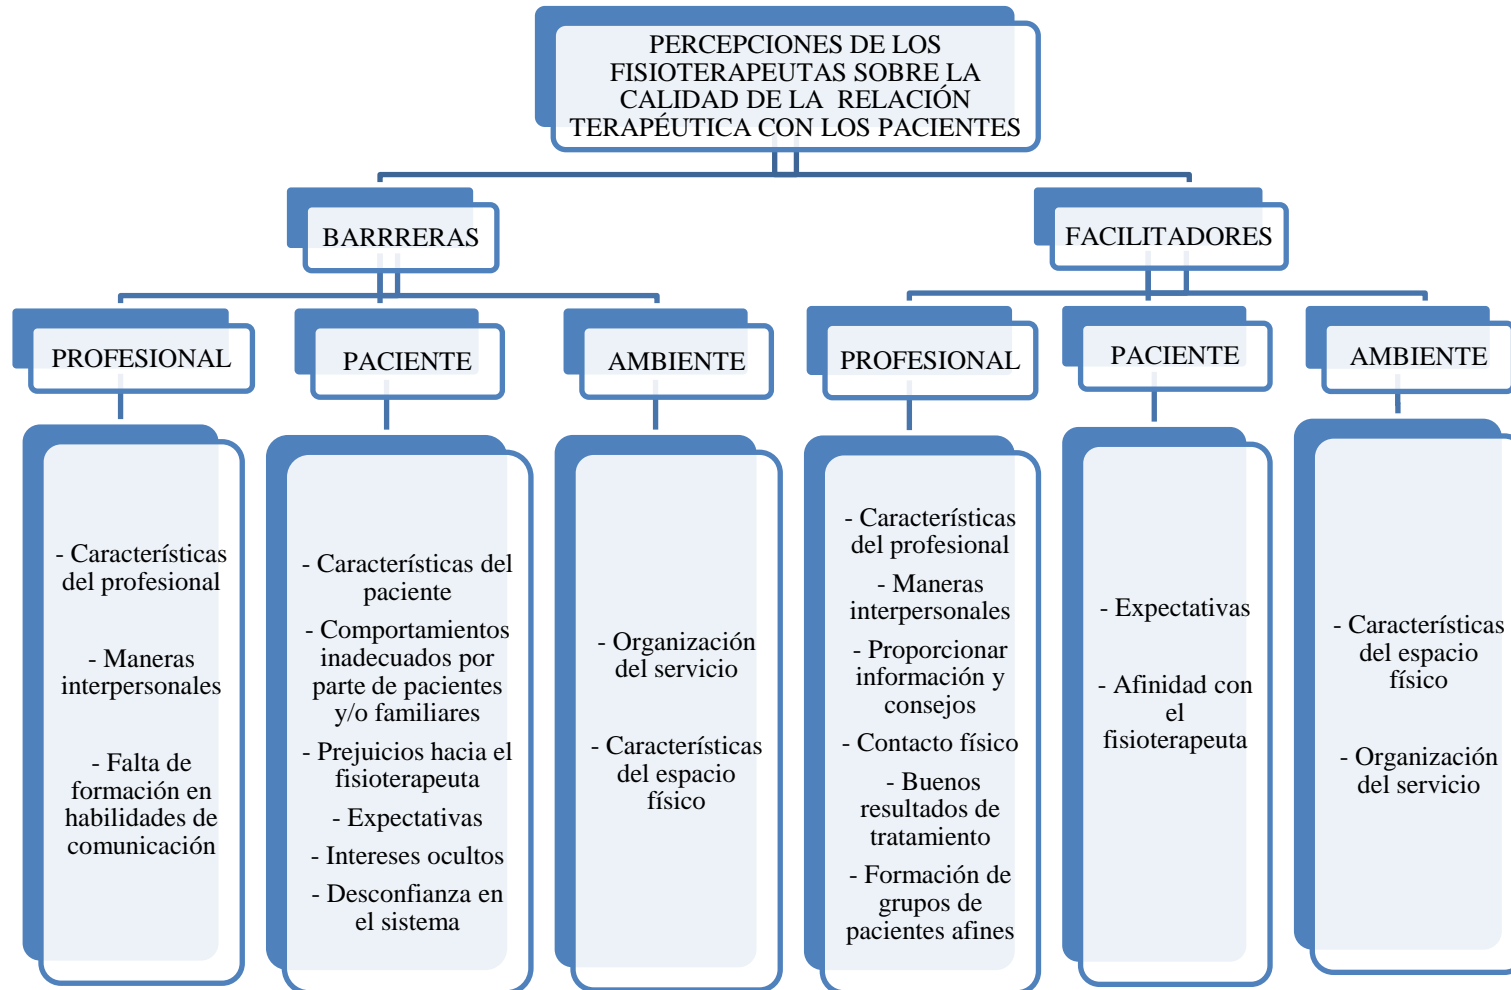 PERCEPCIONES DE LOS
FISIOTERAPEUTAS SOBRE LA
CALIDAD DE LA RELACIÓN
TERAPÉUTICA CON LOS PACIENTES
BARRRERAS
FACILITADORES
PROFESIONAL
PACIENTE
AMBIENTE
PROFESIONAL
PACIENTE
AMBIENTE
- Característícas
del profesional
- Maneras
interpersonales
- Falta de
formación en
habilidades de
comunicación
- Características del
paciente
- Comportamientos
inadecuados por
parte de pacientes
y/o familiares
- Prejuicios hacia el
fisioterapeuta
- Expectativas
- Intereses ocultos
- Desconfianza en
el sistema
- Organización
del servicio
- Característícas
del espacio
físico
- Característícas
del profesional
- Maneras
interpersonales
- Proporcionar
información y
consejos
- Contacto físico
- Buenos
resultados de
tratamiento
- Formación de
grupos de
pacientes afines
- Expectativas
- Afinidad con
el
fisioterapeuta
- Característícas
del espacio
físico
- Organización
del servicio